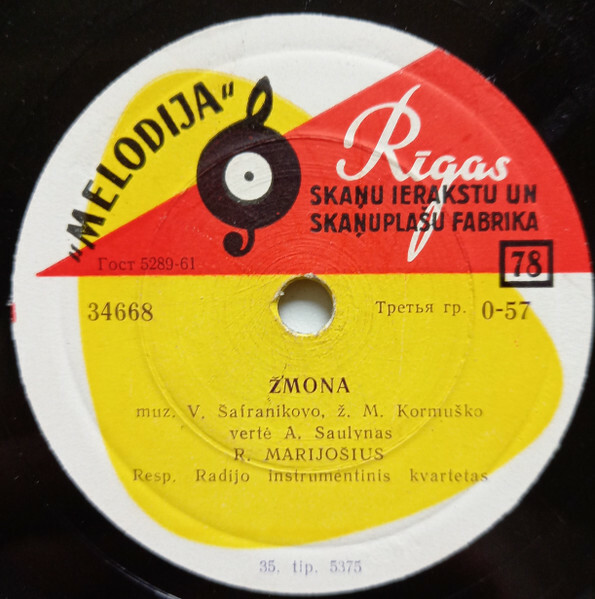 „MELODIJA“
Rīgas
SKAŅU IERAKSTU UN
SKAŅUPLAŠU FABRIKA
Гост 5289-61
78
34668
Третья гр. 0-57
ŽMONA
muz. V. Šafranikovo, ž. M. Kormuško
vertė A. Saulynas
R. MARIJOŠIUS
Resp. Radijo instrumentinis kvartetas
35. tip. 5375